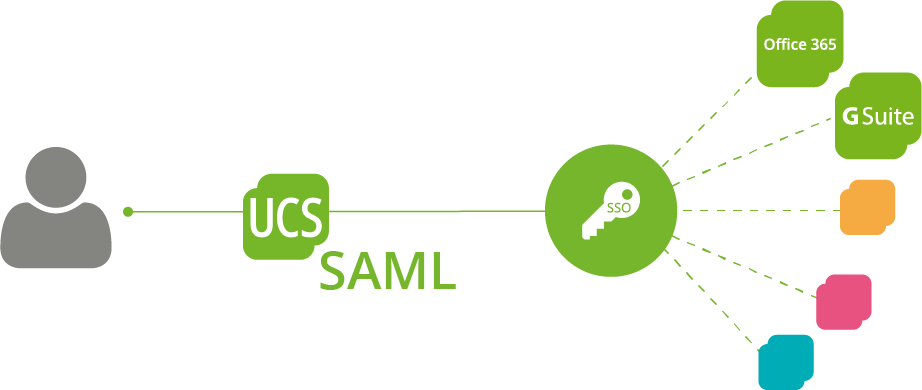 UCS
SAML
SSO
Office 365
G Suite